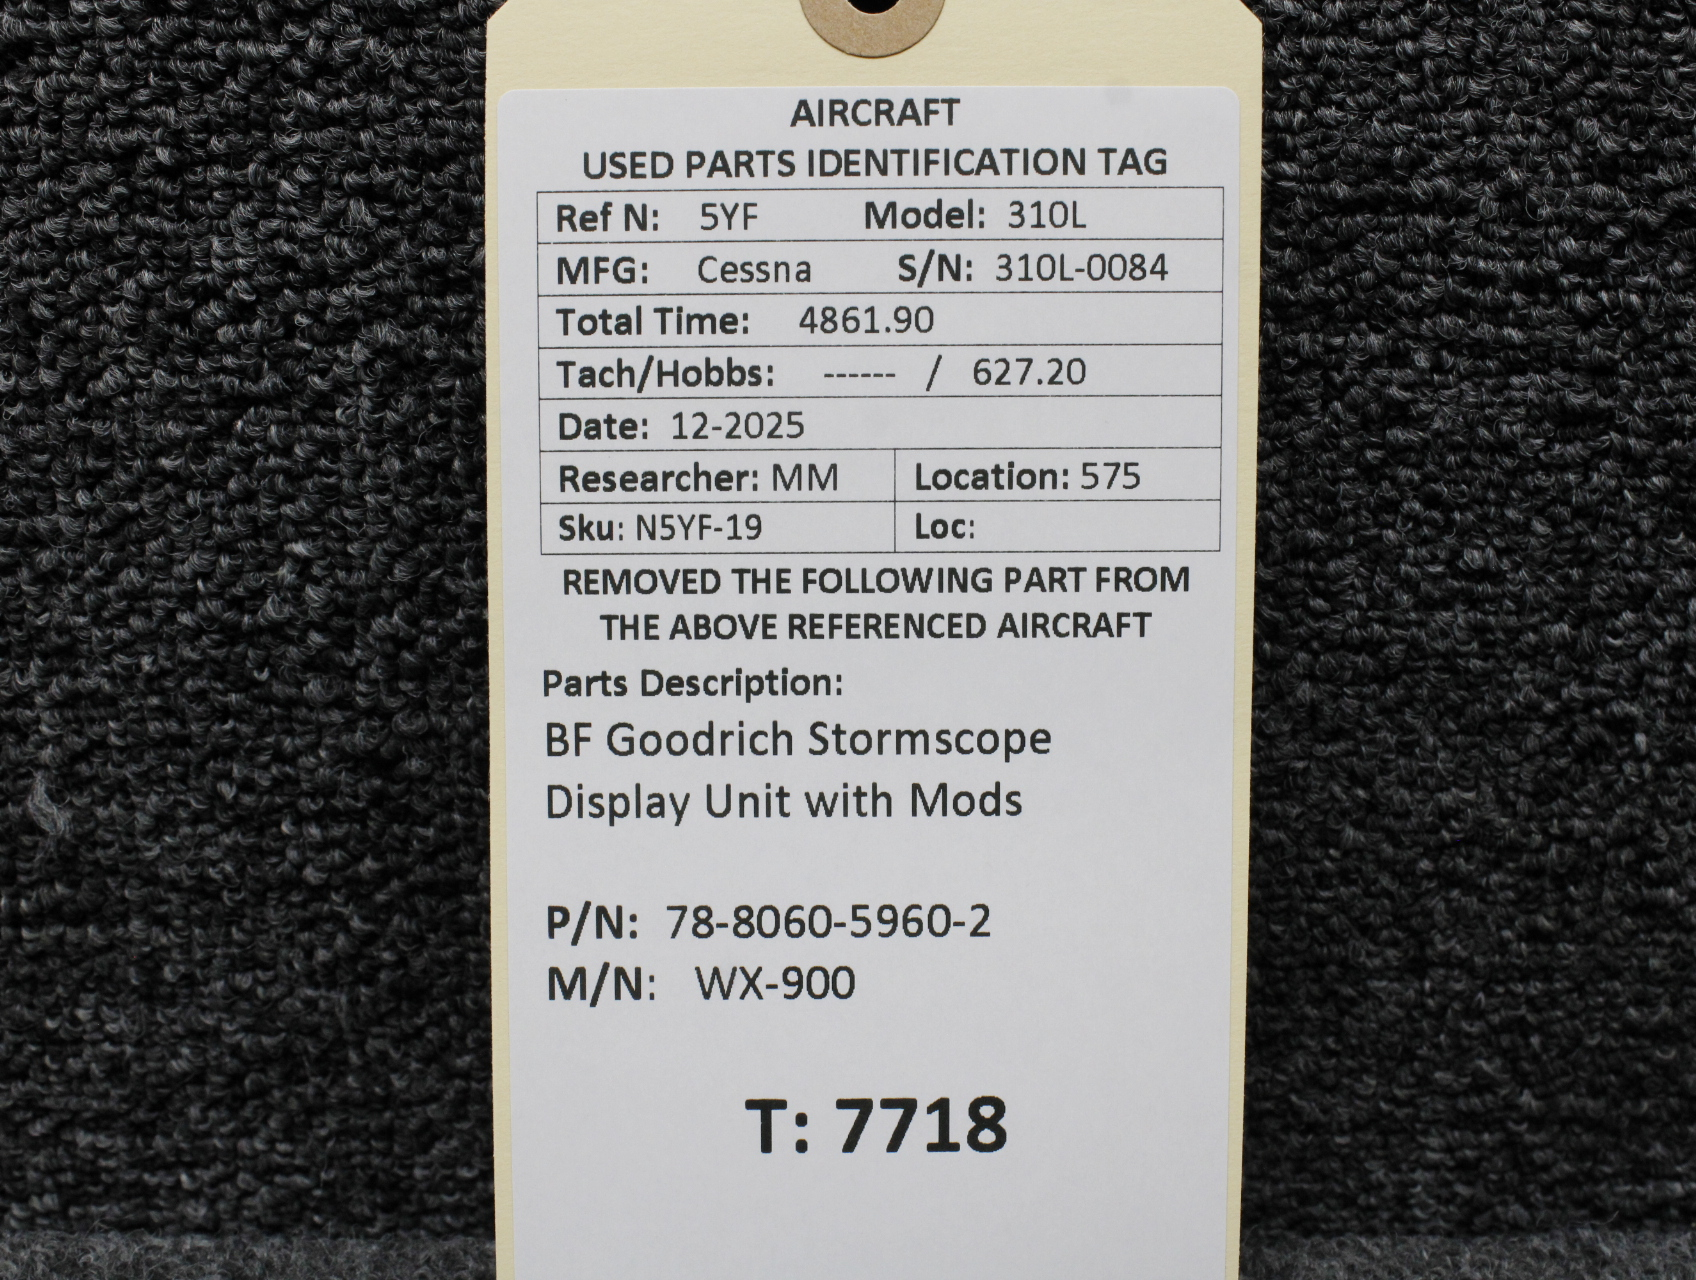 AIRCRAFT
USED PARTS IDENTIFICATION TAG
Ref N: 5YF Model: 310L
MFG: Cessna S/N: 310L-0084
Total Time: 4861.90
Tach/Hobbs: ------ / 627.20
Date: 12-2025
Researcher: MM Location: 575
Sku: N5YF-19 Loc:
REMOVED THE FOLLOWING PART FROM
THE ABOVE REFERENCED AIRCRAFT
Parts Description:
BF Goodrich Stormscope
Display Unit with Mods
P/N: 78-8060-5960-2
M/N: WX-900
T: 7718